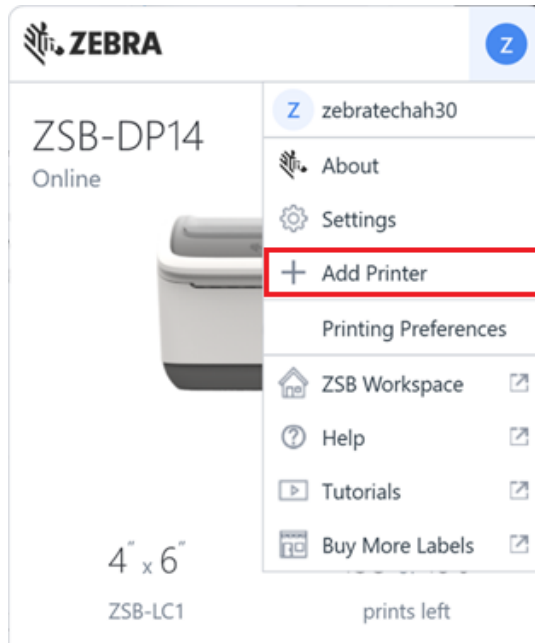 ZEBRA
Z
ZSB-DP14
Online
Z zebratechah30
About
Settings
Add Printer
Printing Preferences
ZSB Workspace
Help
Tutorials
Buy More Labels
4″ x 6″
ZSB-LC1
prints left